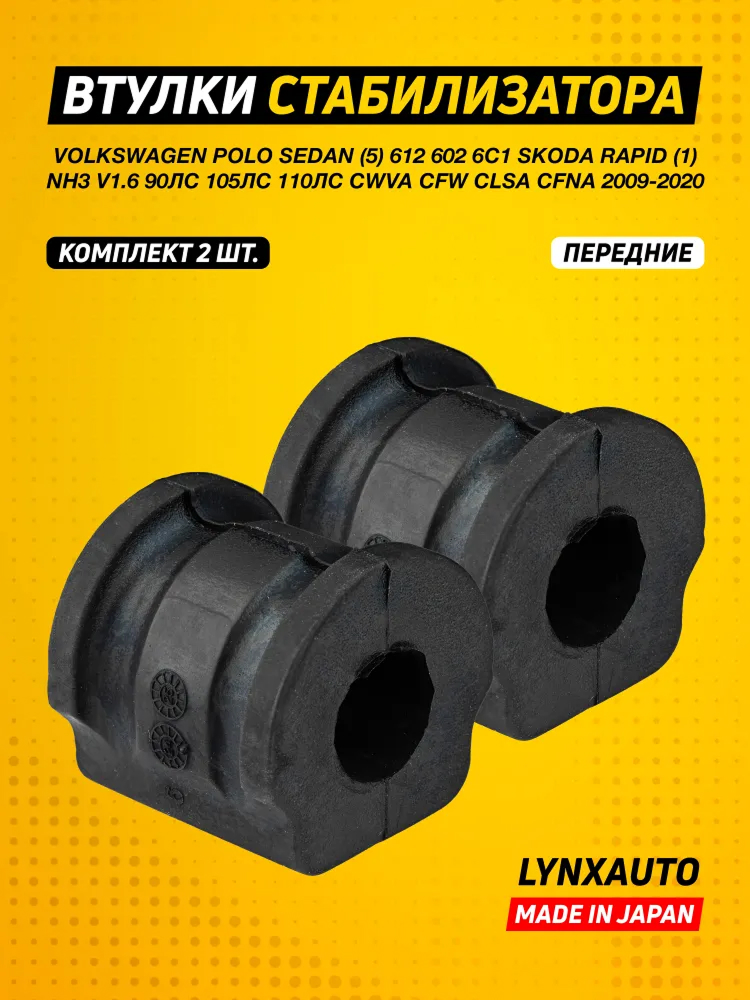 ВТУЛКИ СТАБИЛИЗАТОРА
VOLKSWAGEN POLO SEDAN (5) 612 602 6C1 SKODA RAPID (1)
NH3 V1.6 90ЛС 105ЛС 110ЛС CWVA CFW CLSA CFNA 2009-2020
КОМПЛЕКТ 2 ШТ.
ПЕРЕДНИЕ
LYNXAUTO
MADE IN JAPAN